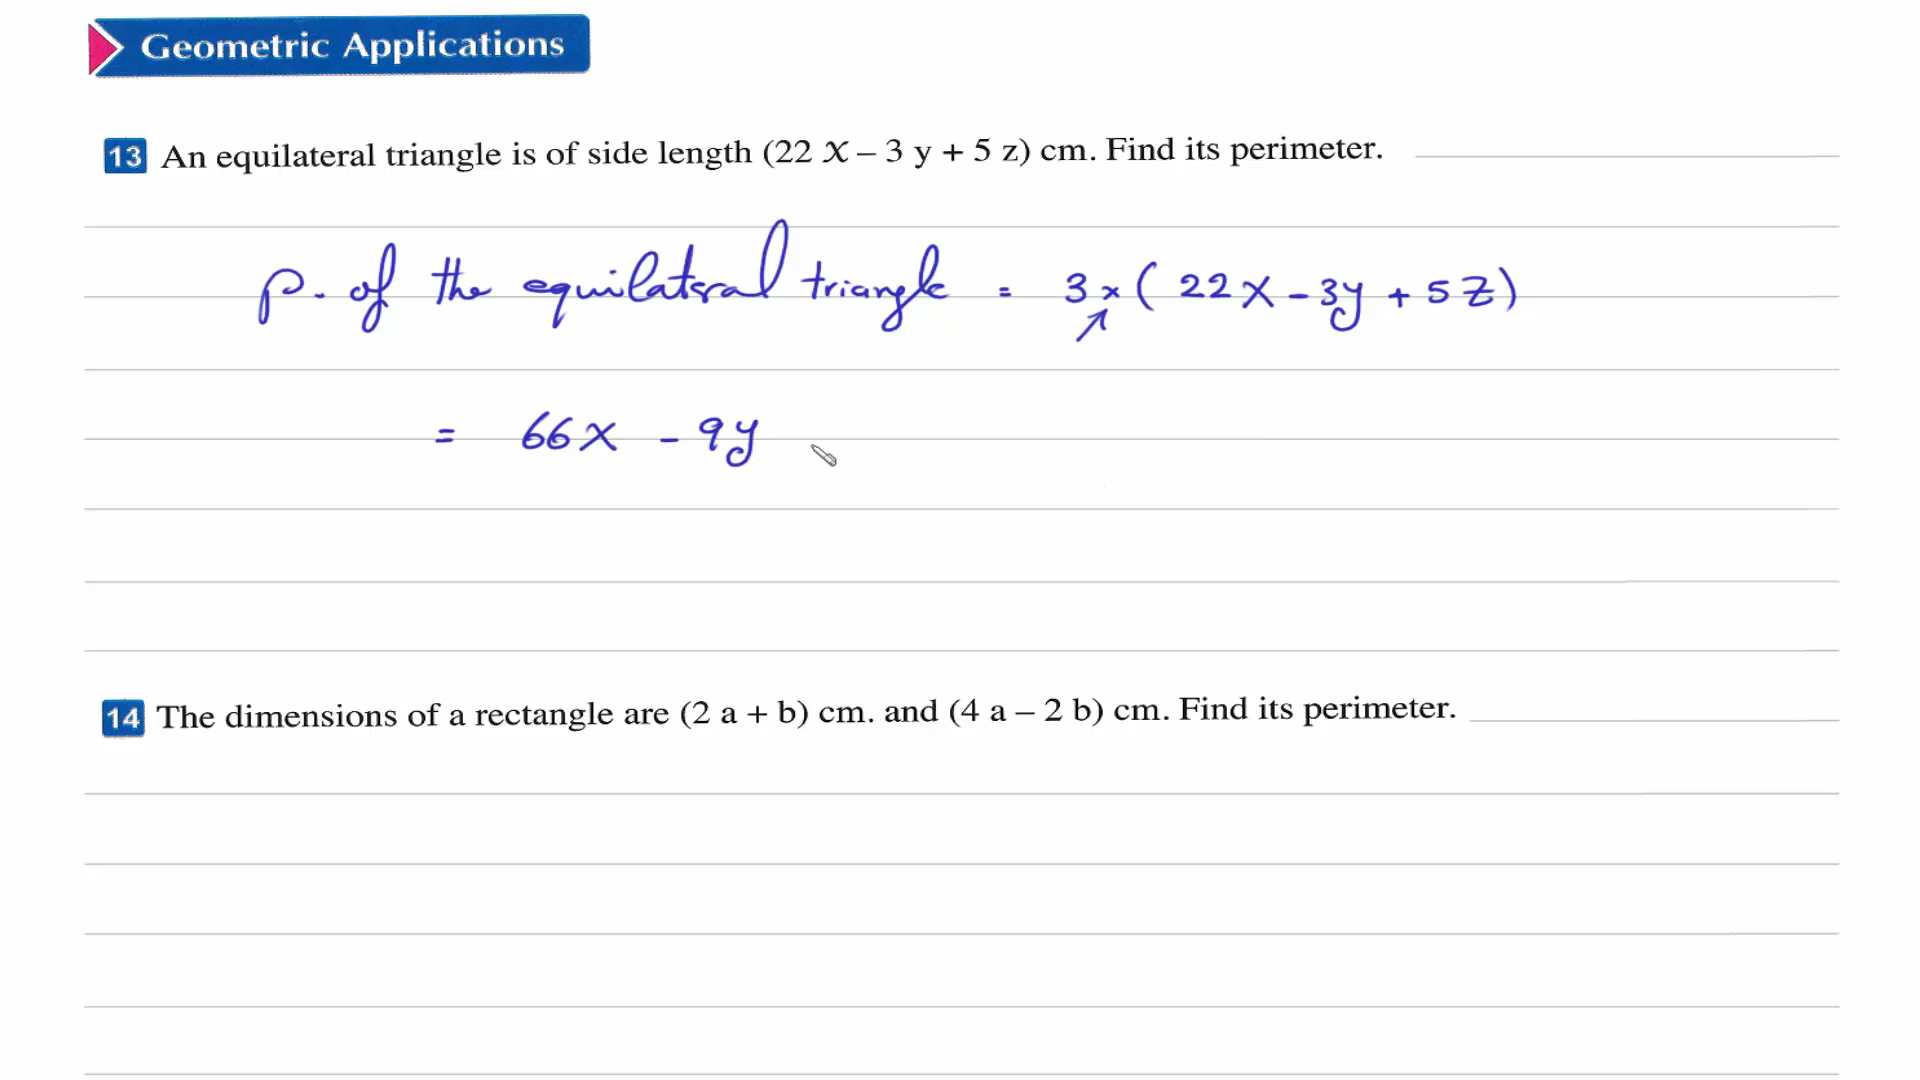 Geometric Applications
13 An equilateral triangle is of side length (22 X – 3 y + 5 z) cm. Find its perimeter.
p. of the equilateral triangle = 3 × ( 22x - 3y + 5z )
= 66x - 9y
14 The dimensions of a rectangle are (2 a + b) cm. and (4 a – 2 b) cm. Find its perimeter.